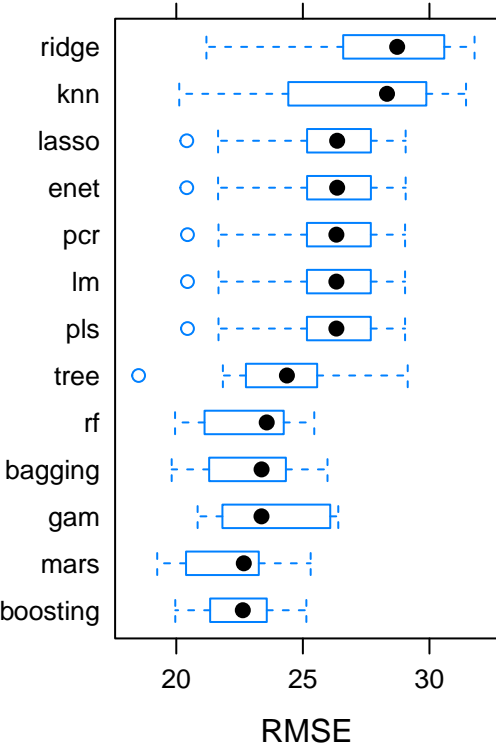 ridge
knn
lasso
enet
pcr
lm
pls
tree
rf
bagging
gam
mars
boosting
20 25 30
RMSE